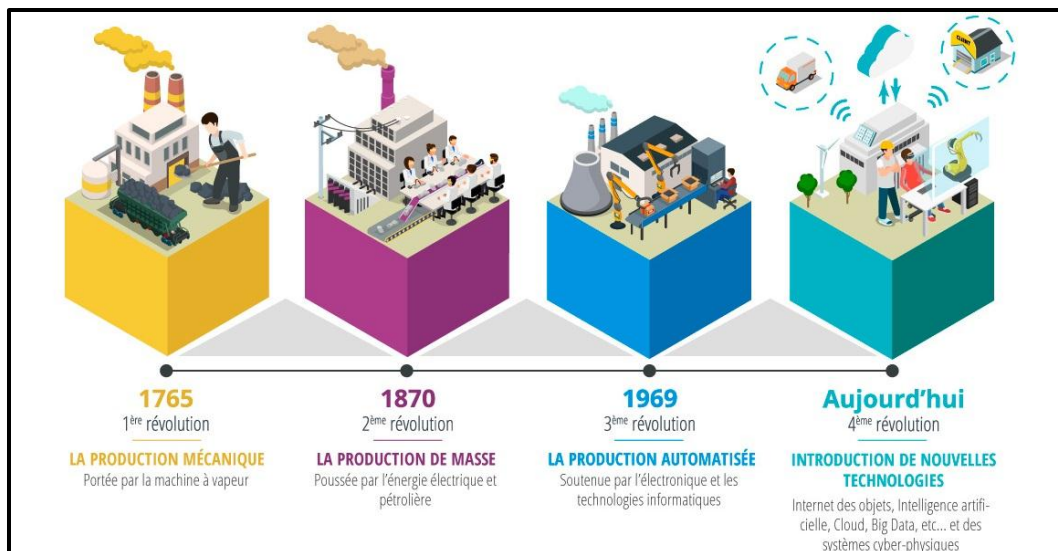 CLIENT
1765
1ère révolution
LA PRODUCTION MÉCANIQUE
Portée par la machine à vapeur
1870
2ème révolution
LA PRODUCTION DE MASSE
Poussée par l'énergie électrique et
pétrolière
1969
3ème révolution
LA PRODUCTION AUTOMATISÉE
Soutenue par l'électronique et les
technologies informatiques
Aujourd'hui
4ème révolution
INTRODUCTION DE NOUVELLES
TECHNOLOGIES
Internet des objets, Intelligence artifi-
cielle, Cloud, Big Data, etc... et des
systèmes cyber-physiques